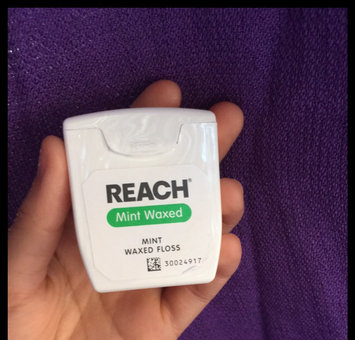 REACH®
Mint Waxed
MINT
WAXED FLOSS
30024917